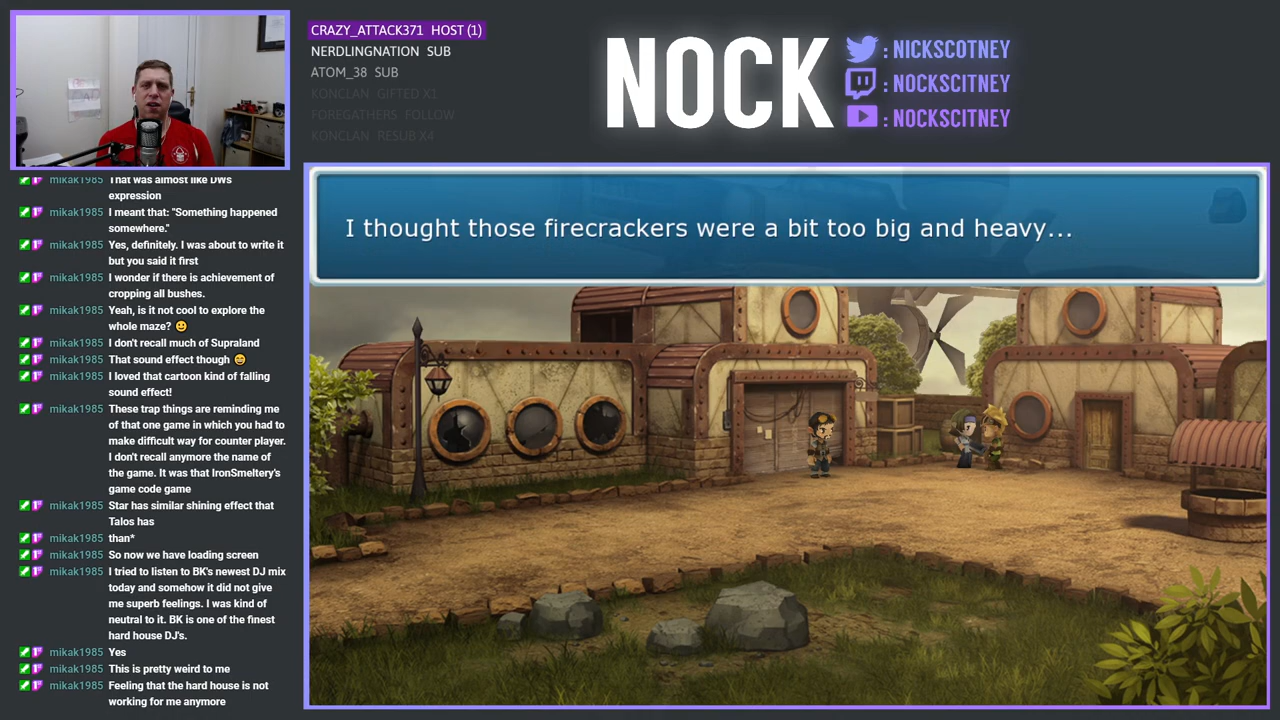 CRAZY_ATTACK371 HOST (1)
NERDLINGNATION SUB
ATOM_38 SUB
KONCLAN GIFTED X1
FOREGATHERS FOLLOW
KONCLAN RESUB X4
NOCK
: NICKSCOTNEY
: NOCKSCITNEY
: NOCKSCITNEY
I thought those firecrackers were a bit too big and heavy...
mikak1985 That was almost like DWs
expression
mikak1985 I meant that: "Something happened
somewhere."
mikak1985 Yes, definitely. I was about to write it
but you said it first
mikak1985 I wonder if there is achievement of
cropping all bushes.
mikak1985 Yeah, is it not cool to explore the
whole maze? 😀
mikak1985 I don't recall much of Supraland
mikak1985 That sound effect though 😄
mikak1985 I loved that cartoon kind of falling
sound effect!
mikak1985 These trap things are reminding me
of that one game in which you had to
make difficult way for counter player.
I don't recall anymore the name of
the game. It was that IronSmeltery's
game code game
mikak1985 Star has similar shining effect that
Talos has
mikak1985 than*
mikak1985 So now we have loading screen
mikak1985 I tried to listen to BK's newest DJ mix
today and somehow it did not give
me superb feelings. I was kind of
neutral to it. BK is one of the finest
hard house DJ's.
mikak1985 Yes
mikak1985 This is pretty weird to me
mikak1985 Feeling that the hard house is not
working for me anymore